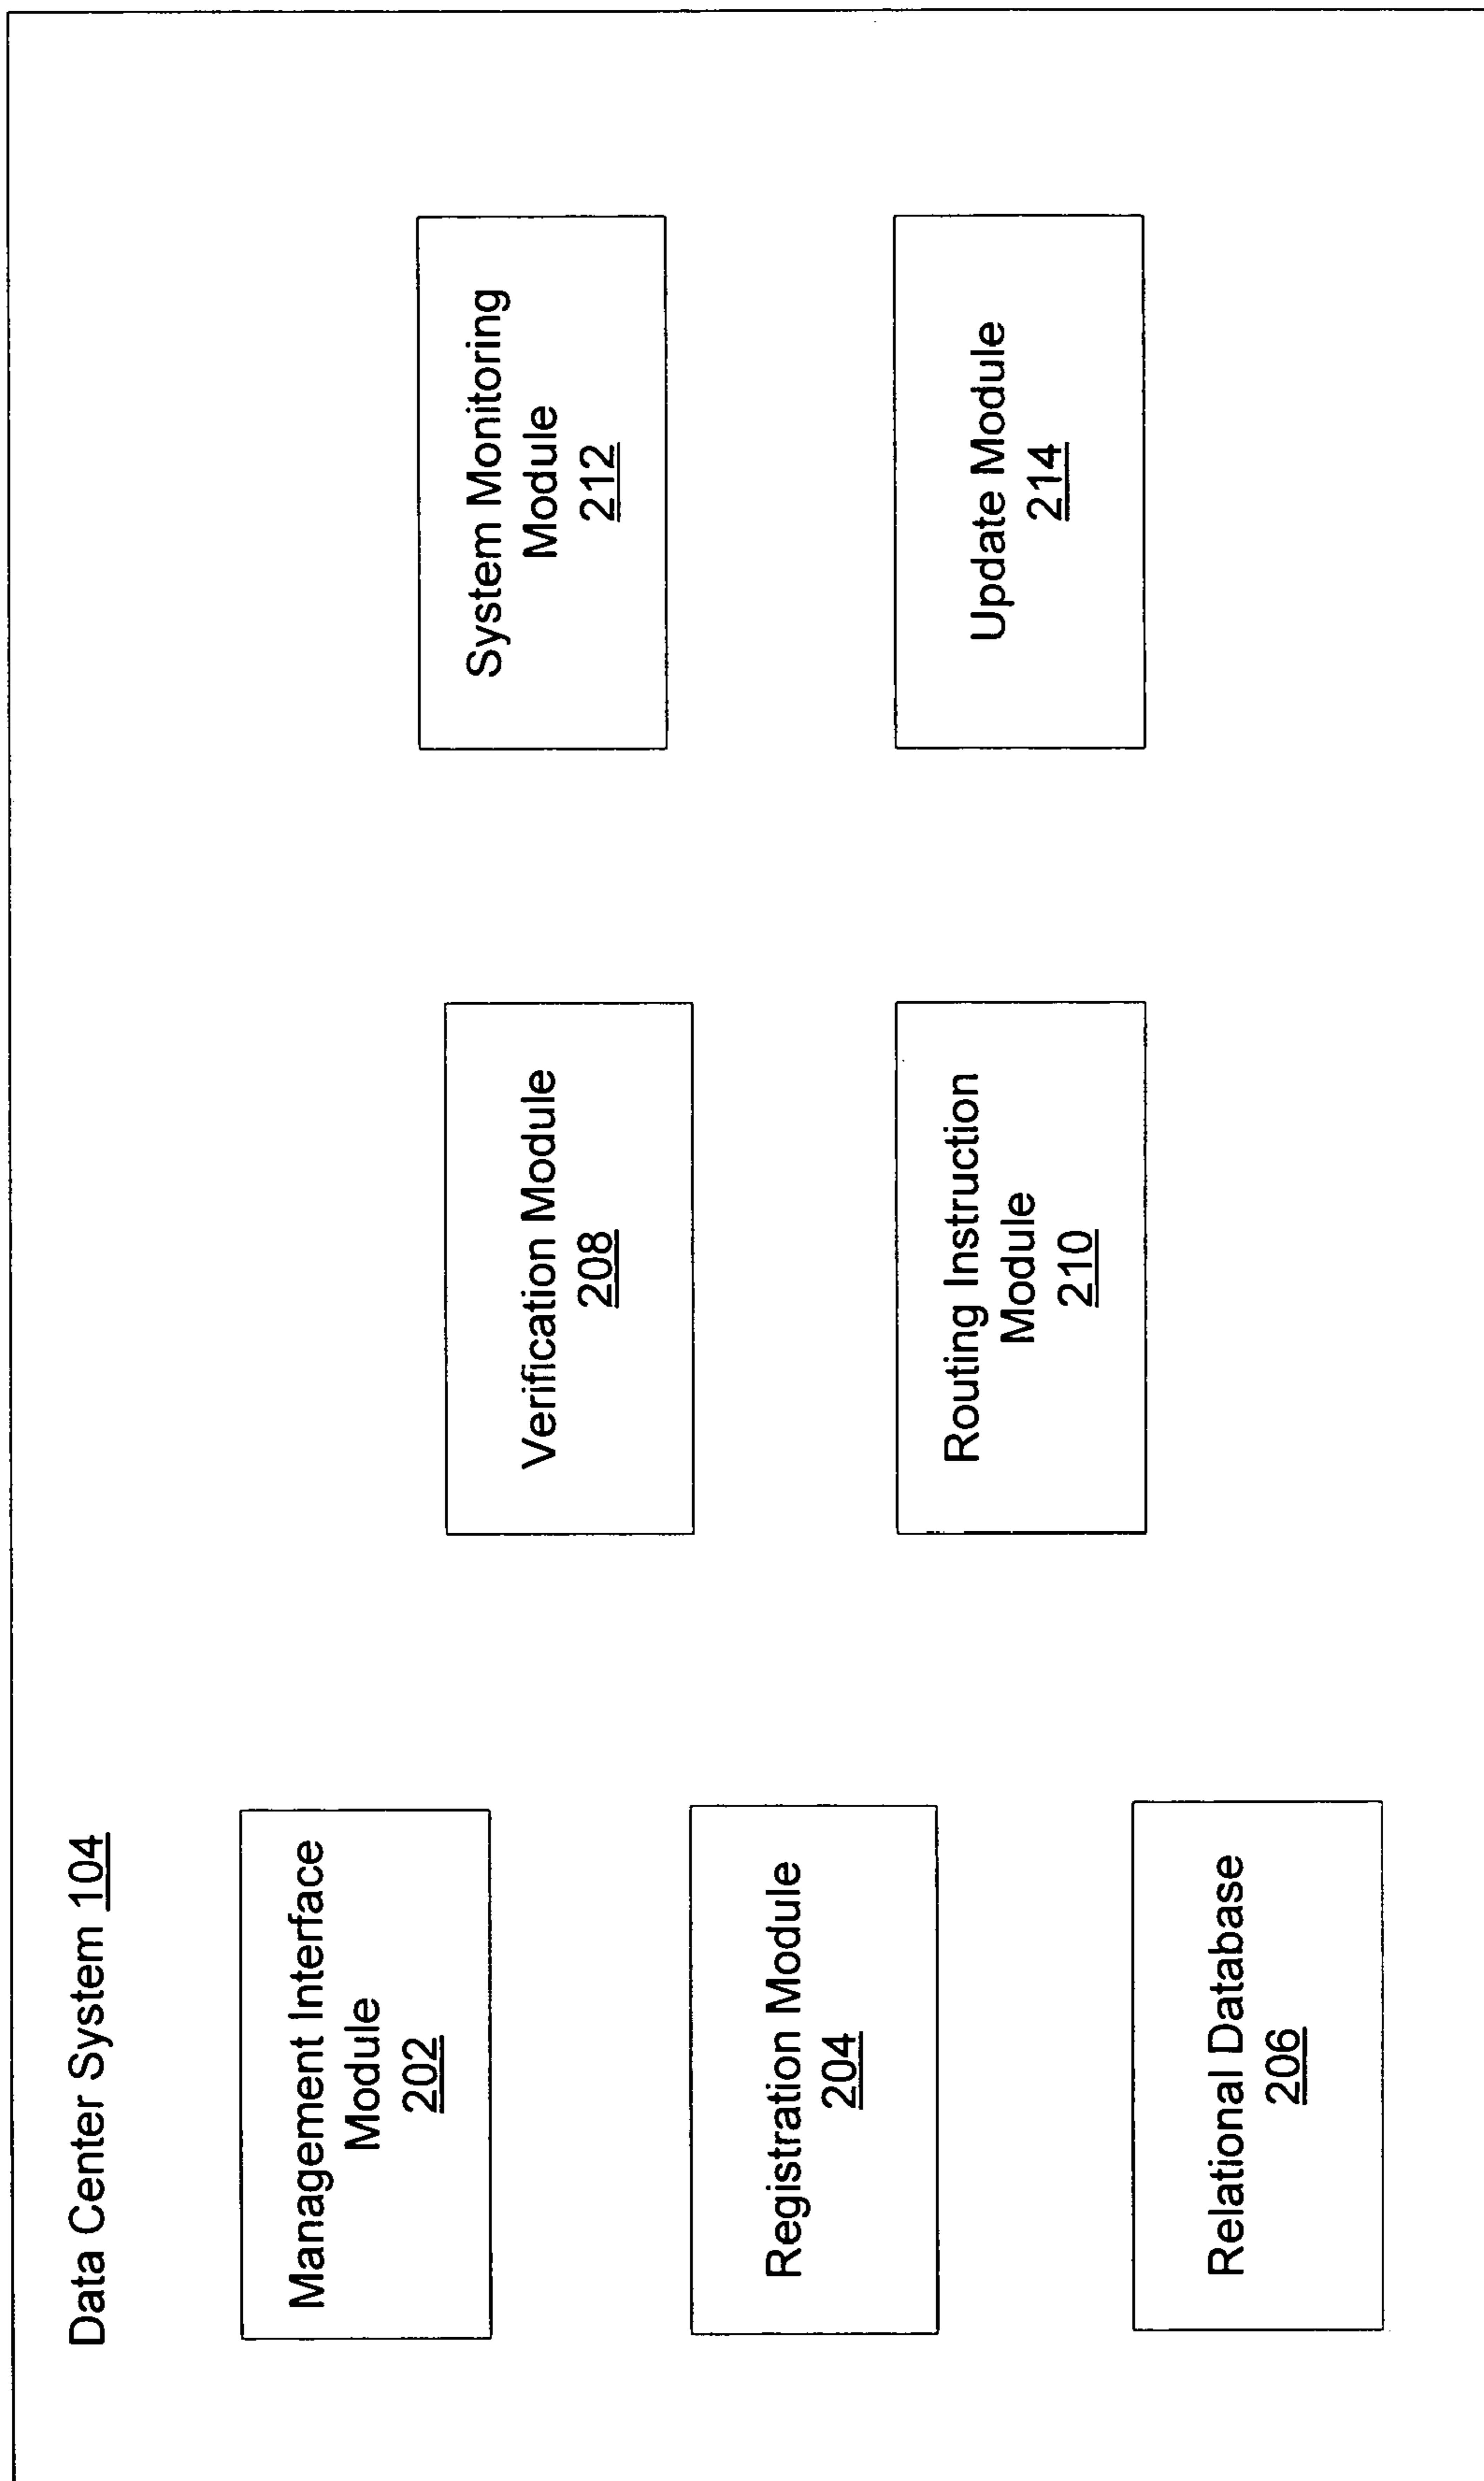 Data Center System 104
Management Interface
Module
202
Registration Module
204
Relational Database
206
Verification Module
208
Routing Instruction
Module
210
System Monitoring
Module
212
Update Module
214